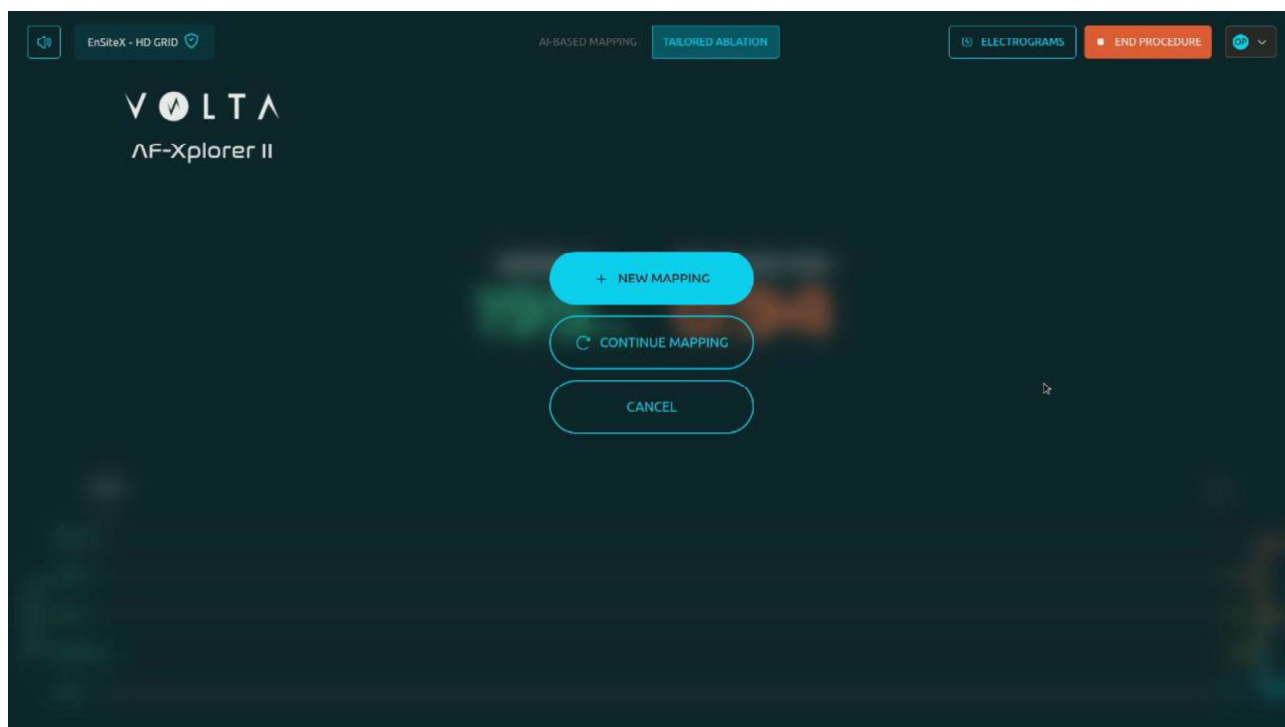 EnSiteX - HD GRID
AI-BASED MAPPING
TAILORED ABLATION
ELECTROGRAMS
END PROCEDURE
OP
VOLTA
AF-Xplorer II
+ NEW MAPPING
CONTINUE MAPPING
CANCEL